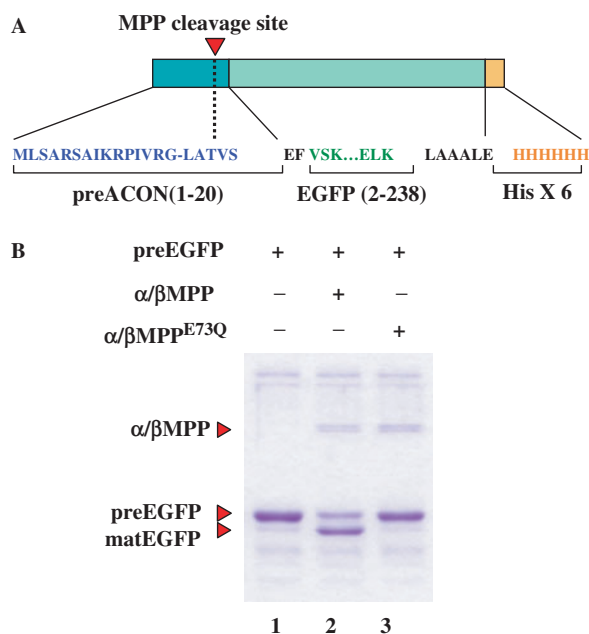 A
MPP cleavage site
MLSARSAIKRPIVRG-LATVS EF VSK...ELK LAAALE HHHHHH
preACON(1-20) EGFP (2-238) His X 6
B
preEGFP + + +
α/βMPP – + –
α/βMPP^E73Q – – +
α/βMPP
preEGFP
matEGFP
1 2 3